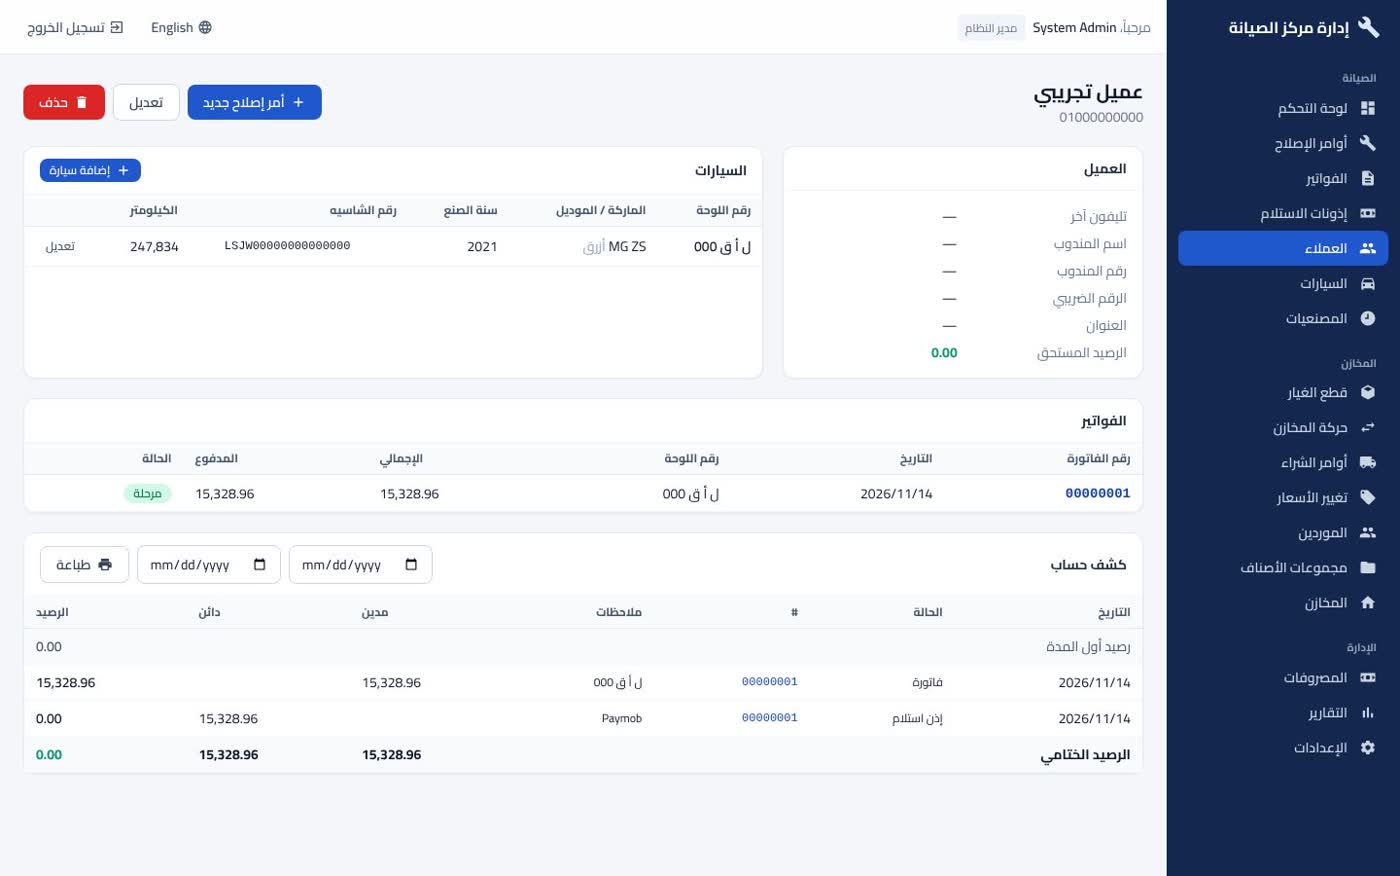 إدارة مركز الصيانة
الصيانة
لوحة التحكم
أوامر الإصلاح
الفواتير
إذونات الاستلام
العملاء
السيارات
المصنعيات
المخازن
قطع الغيار
حركة المخازن
أوامر الشراء
تغيير الأسعار
الموردين
مجموعات الأصناف
المخازن
الإدارة
المصروفات
التقارير
الإعدادات
مرحباً، System Admin مدير النظام
English
تسجيل الخروج
عميل تجريبي
01000000000
أمر إصلاح جديد
تعديل
حذف
العميل
تليفون آخر —
اسم المندوب —
رقم المندوب —
الرقم الضريبي —
العنوان —
الرصيد المستحق 0.00
السيارات
إضافة سيارة
رقم اللوحة الماركة / الموديل سنة الصنع رقم الشاسيه الكيلومتر
ل أ ق 000 MG ZS أزرق 2021 LSJW00000000000000 247,834 تعديل
الفواتير
رقم الفاتورة التاريخ رقم اللوحة الإجمالي المدفوع الحالة
00000001 2026/11/14 ل أ ق 000 15,328.96 15,328.96 مرحلة
كشف حساب
mm/dd/yyyy
mm/dd/yyyy
طباعة
التاريخ الحالة # ملاحظات مدين دائن الرصيد
رصيد أول المدة 0.00
2026/11/14 فاتورة 00000001 ل أ ق 000 15,328.96 15,328.96
2026/11/14 إذن استلام 00000001 Paymob 15,328.96 0.00
الرصيد الختامي 15,328.96 15,328.96 0.00